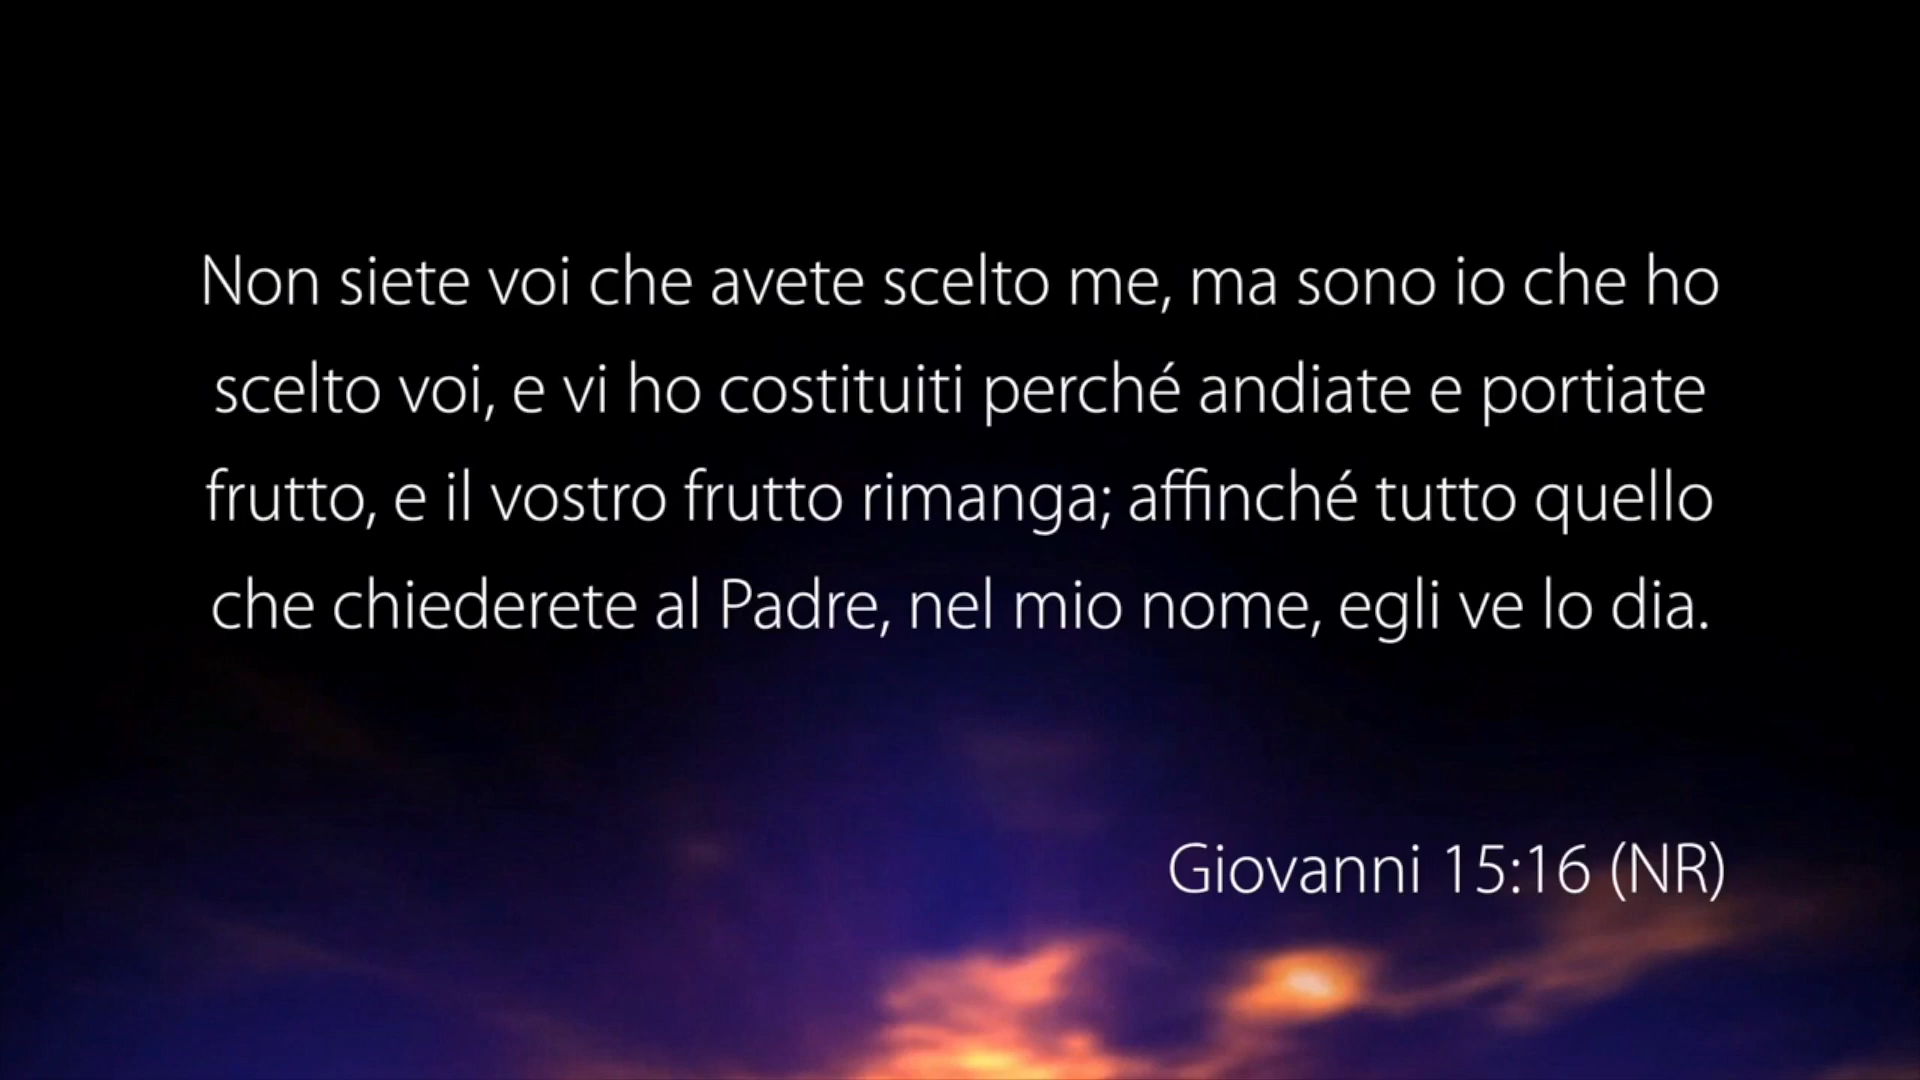 Non siete voi che avete scelto me, ma sono io che ho
scelto voi, e vi ho costituiti perché andiate e portiate
frutto, e il vostro frutto rimanga; affinché tutto quello
che chiederete al Padre, nel mio nome, egli ve lo dia.
Giovanni 15:16 (NR)